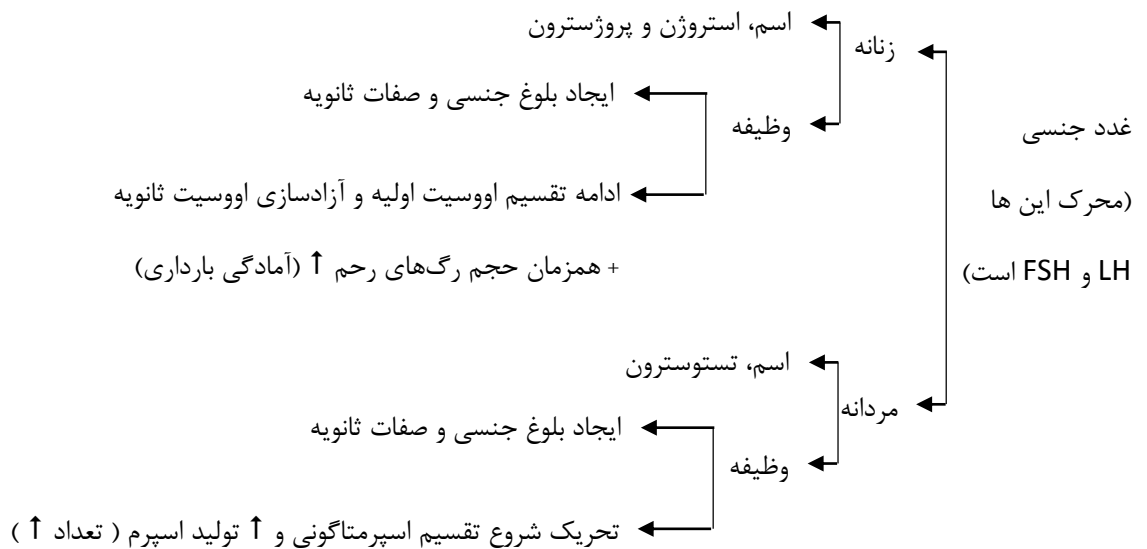 غدد جنسی
(محرک این ها
LH و FSH است)
زنانه
اسم، استروژن و پروژسترون
وظیفه
ایجاد بلوغ جنسی و صفات ثانویه
ادامه تقسیم اووسیت اولیه و آزادسازی اووسیت ثانویه
+ همزمان حجم رگ‌های رحم ↑ (آمادگی بارداری)
مردانه
اسم، تستوسترون
وظیفه
ایجاد بلوغ جنسی و صفات ثانویه
تحریک شروع تقسیم اسپرمتاگونی و ↑ تولید اسپرم ( تعداد ↑ )